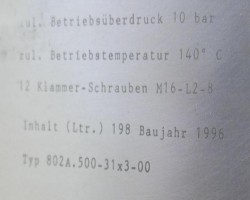 zul. Betriebsüberdruck 10 bar
zul. Betriebstemperatur 140° C
12 Klammer-Schrauben M16-L2-8
Inhalt (Ltr.) 198 Baujahr 1996
Typ 802A.500-31x3-00